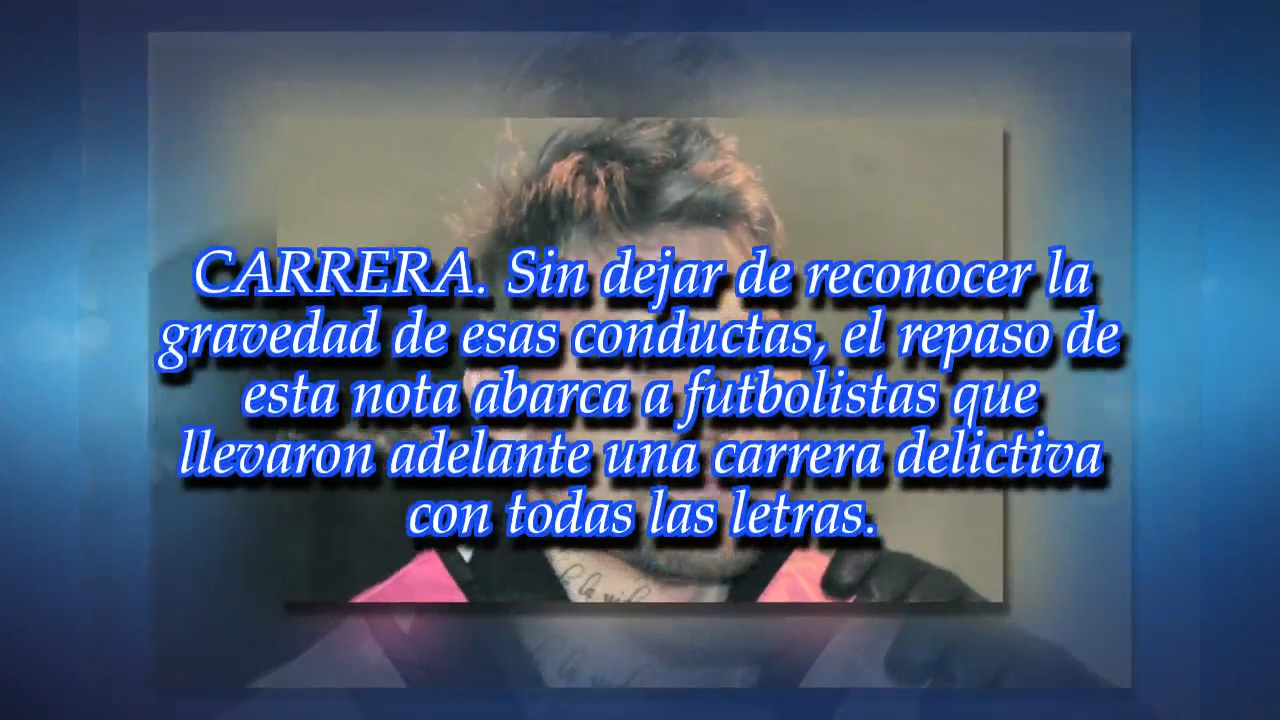 CARRERA. Sin dejar de reconocer la
gravedad de esas conductas, el repaso de
esta nota abarca a futbolistas que
llevaron adelante una carrera delictiva
con todas las letras.
la